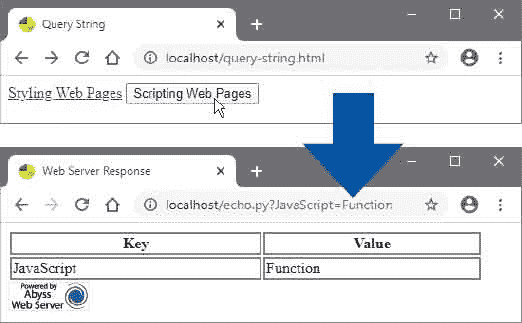 Query String
localhost/query-string.html
Styling Web Pages Scripting Web Pages
Web Server Response
localhost/echo.py?JavaScript=Function
Key Value
JavaScript Function
Powered by
Abyss
Web Server